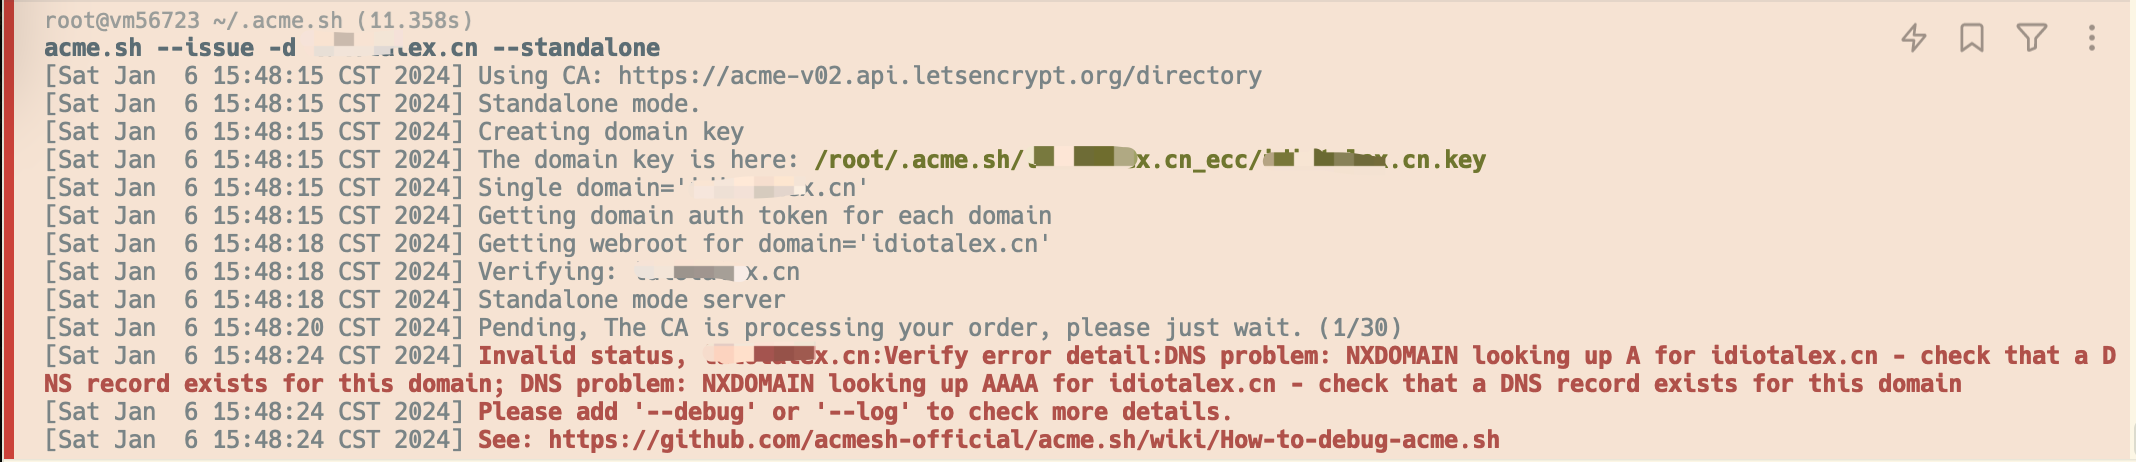 root@vm56723 ~/.acme.sh (11.358s)
acme.sh --issue -d lex.cn --standalone
[Sat Jan  6 15:48:15 CST 2024] Using CA: https://acme-v02.api.letsencrypt.org/directory
[Sat Jan  6 15:48:15 CST 2024] Standalone mode.
[Sat Jan  6 15:48:15 CST 2024] Creating domain key
[Sat Jan  6 15:48:15 CST 2024] The domain key is here: /root/.acme.sh/ x.cn_ecc/ .cn.key
[Sat Jan  6 15:48:15 CST 2024] Single domain=' x.cn'
[Sat Jan  6 15:48:15 CST 2024] Getting domain auth token for each domain
[Sat Jan  6 15:48:18 CST 2024] Getting webroot for domain='idiotalex.cn'
[Sat Jan  6 15:48:18 CST 2024] Verifying: x.cn
[Sat Jan  6 15:48:18 CST 2024] Standalone mode server
[Sat Jan  6 15:48:20 CST 2024] Pending, The CA is processing your order, please just wait. (1/30)
[Sat Jan  6 15:48:24 CST 2024] Invalid status, x.cn:Verify error detail:DNS problem: NXDOMAIN looking up A for idiotalex.cn - check that a D
NS record exists for this domain; DNS problem: NXDOMAIN looking up AAAA for idiotalex.cn - check that a DNS record exists for this domain
[Sat Jan  6 15:48:24 CST 2024] Please add '--debug' or '--log' to check more details.
[Sat Jan  6 15:48:24 CST 2024] See: https://github.com/acmesh-official/acme.sh/wiki/How-to-debug-acme.sh